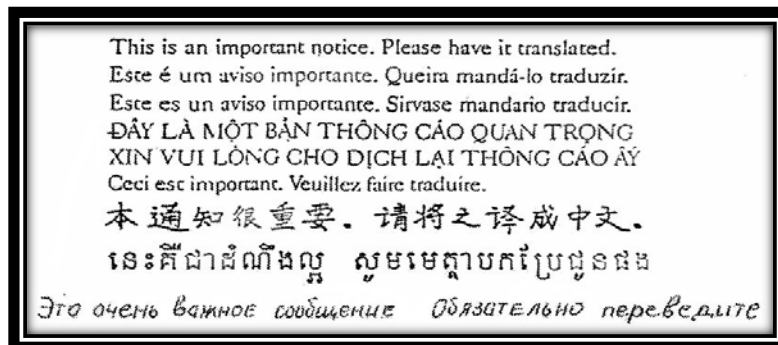 This is an important notice. Please have it translated.
Este é um aviso importante. Queira mandá-lo traduzir.
Este es un aviso importante. Sirvase mandario traducir.
ĐÂY LÀ MỘT BẢN THÔNG CÁO QUAN TRỌNG
XIN VUI LÒNG CHO DỊCH LẠI THÔNG CÁO ÂÝ
Ceci est important. Veuillez faire traduire.
本通知很重要. 请将之译成中文.
នេះគឺជាដំណឹងល្អ សូមមេត្តាបកប្រែជូនផង
Это очень важное сообщение Обязательно переведите